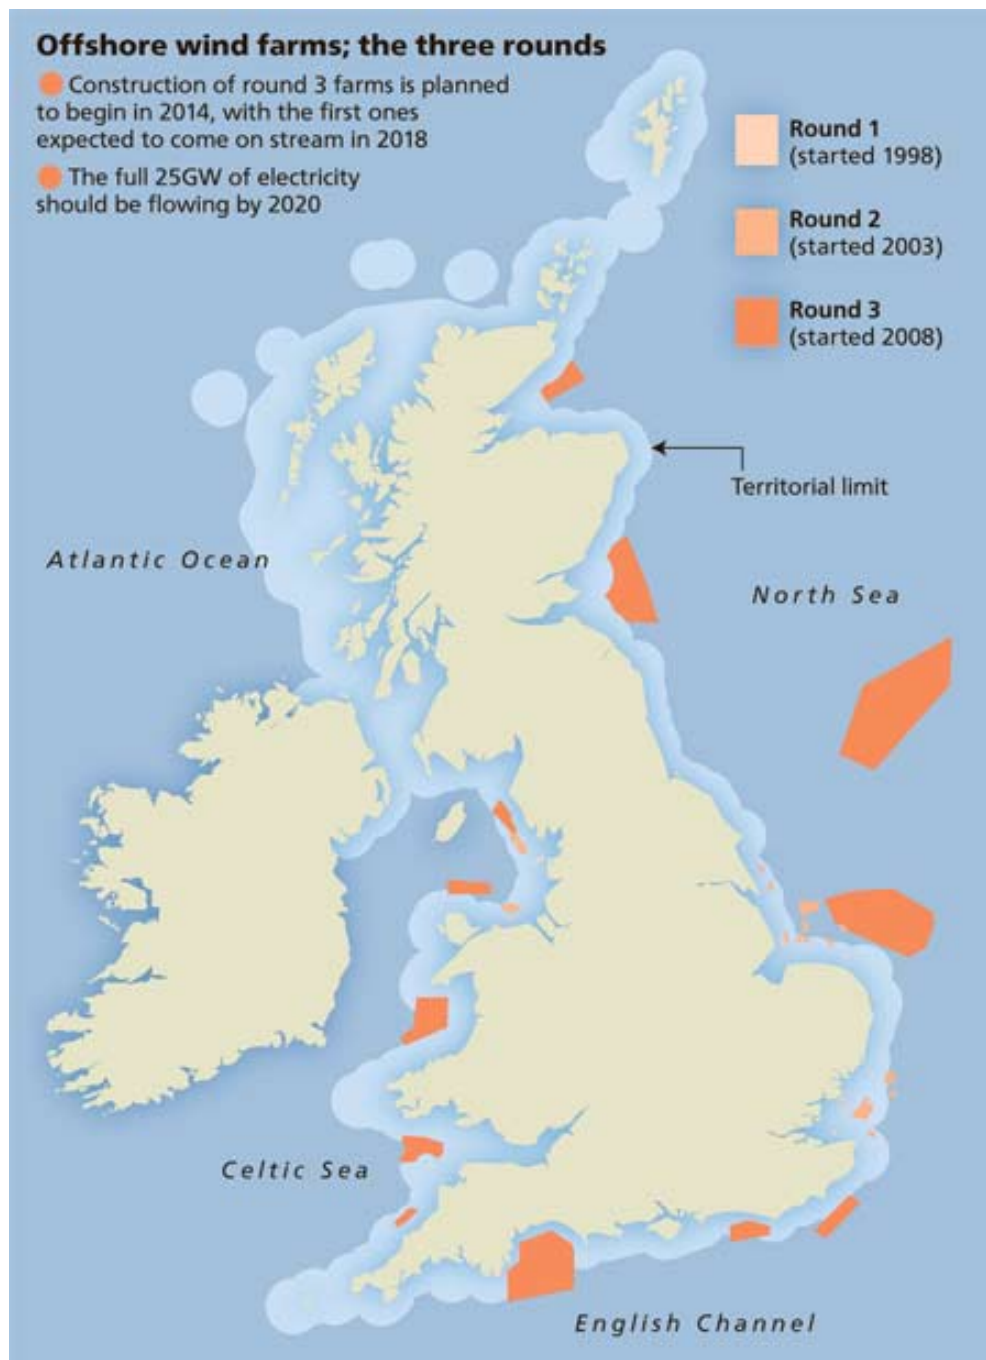 Offshore wind farms; the three rounds
Construction of round 3 farms is planned
to begin in 2014, with the first ones
expected to come on stream in 2018
The full 25GW of electricity
should be flowing by 2020
Round 1
(started 1998)
Round 2
(started 2003)
Round 3
(started 2008)
Territorial limit
Atlantic Ocean
North Sea
Celtic Sea
English Channel